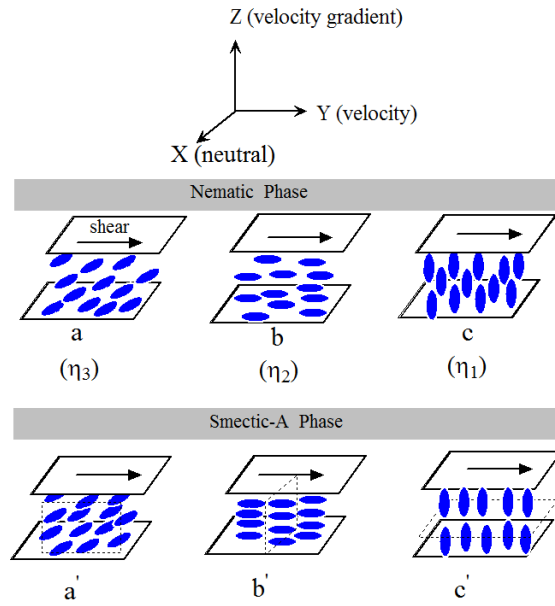 Z (velocity gradient)
Y (velocity)
X (neutral)
Nematic Phase
shear
a b c
(η3) (η2) (η1)
Smectic-A Phase
a' b' c'